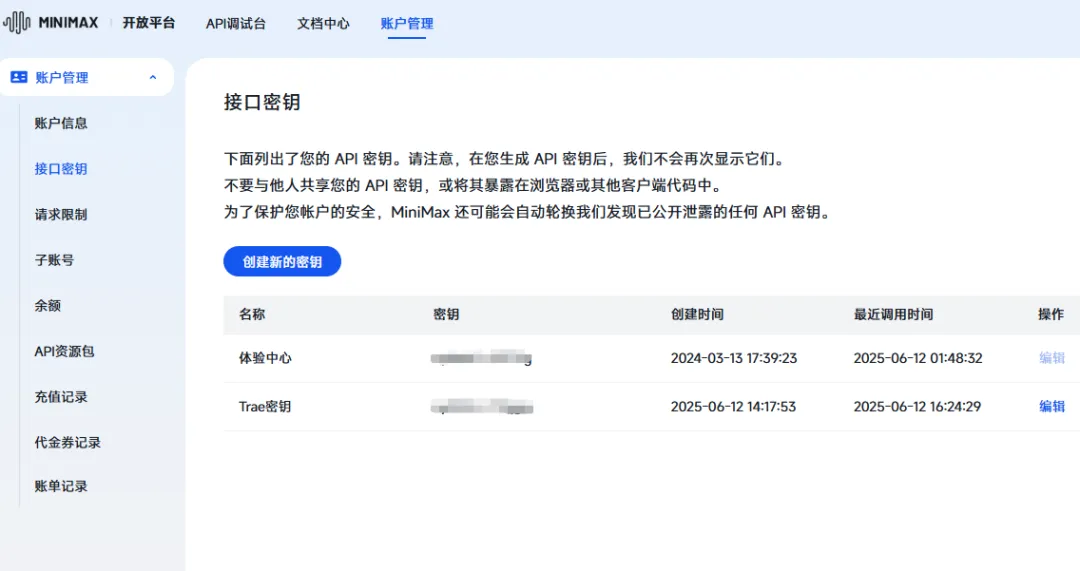 MINIMAX 开放平台 API调试台 文档中心 账户管理
账户管理
账户信息
接口密钥
请求限制
子账号
余额
API资源包
充值记录
代金券记录
账单记录
接口密钥
下面列出了您的 API 密钥。请注意，在您生成 API 密钥后，我们不会再次显示它们。
不要与他人共享您的 API 密钥，或将其暴露在浏览器或其他客户端代码中。
为了保护您帐户的安全，MiniMax 还可能会自动轮换我们发现已公开泄露的任何 API 密钥。
创建新的密钥
名称 密钥 创建时间 最近调用时间 操作
体验中心 2024-03-13 17:39:23 2025-06-12 01:48:32 编辑
Trae密钥 2025-06-12 14:17:53 2025-06-12 16:24:29 编辑